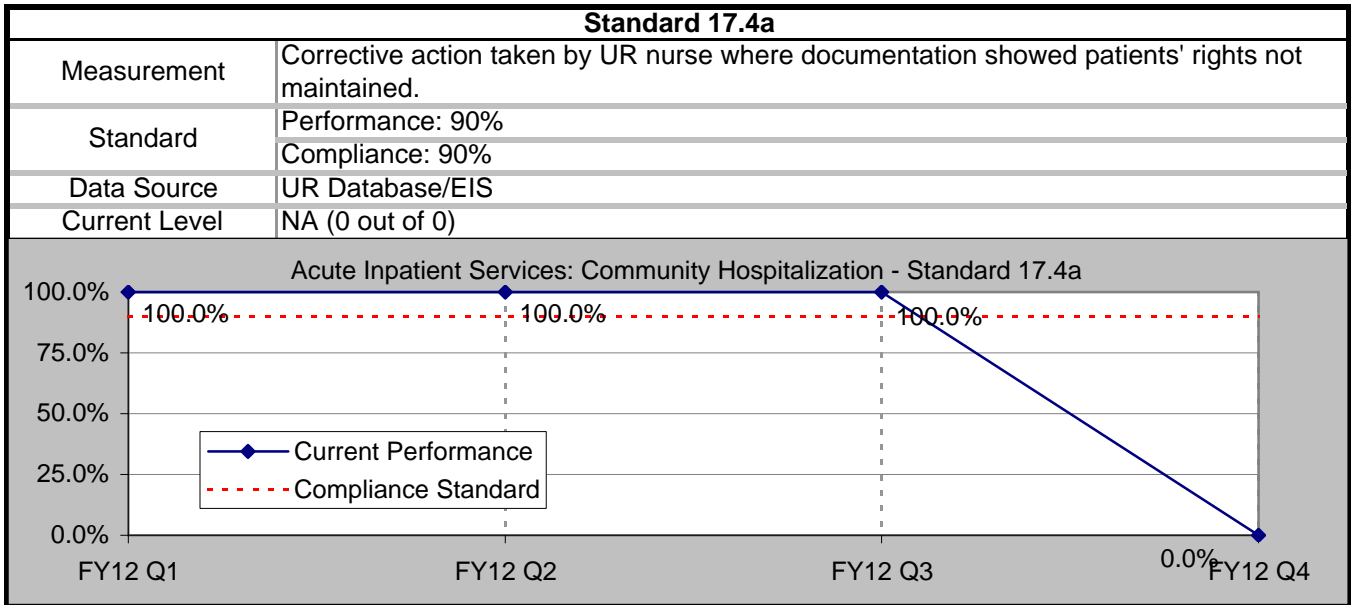 Standard 17.4a
Measurement
Corrective action taken by UR nurse where documentation showed patients' rights not
maintained.
Standard
Performance: 90%
Compliance: 90%
Data Source
UR Database/EIS
Current Level
NA (0 out of 0)
Acute Inpatient Services: Community Hospitalization - Standard 17.4a
100.0%
75.0%
50.0%
25.0%
0.0%
100.0%
100.0%
100.0%
0.0%
Current Performance
Compliance Standard
FY12 Q1
FY12 Q2
FY12 Q3
FY12 Q4